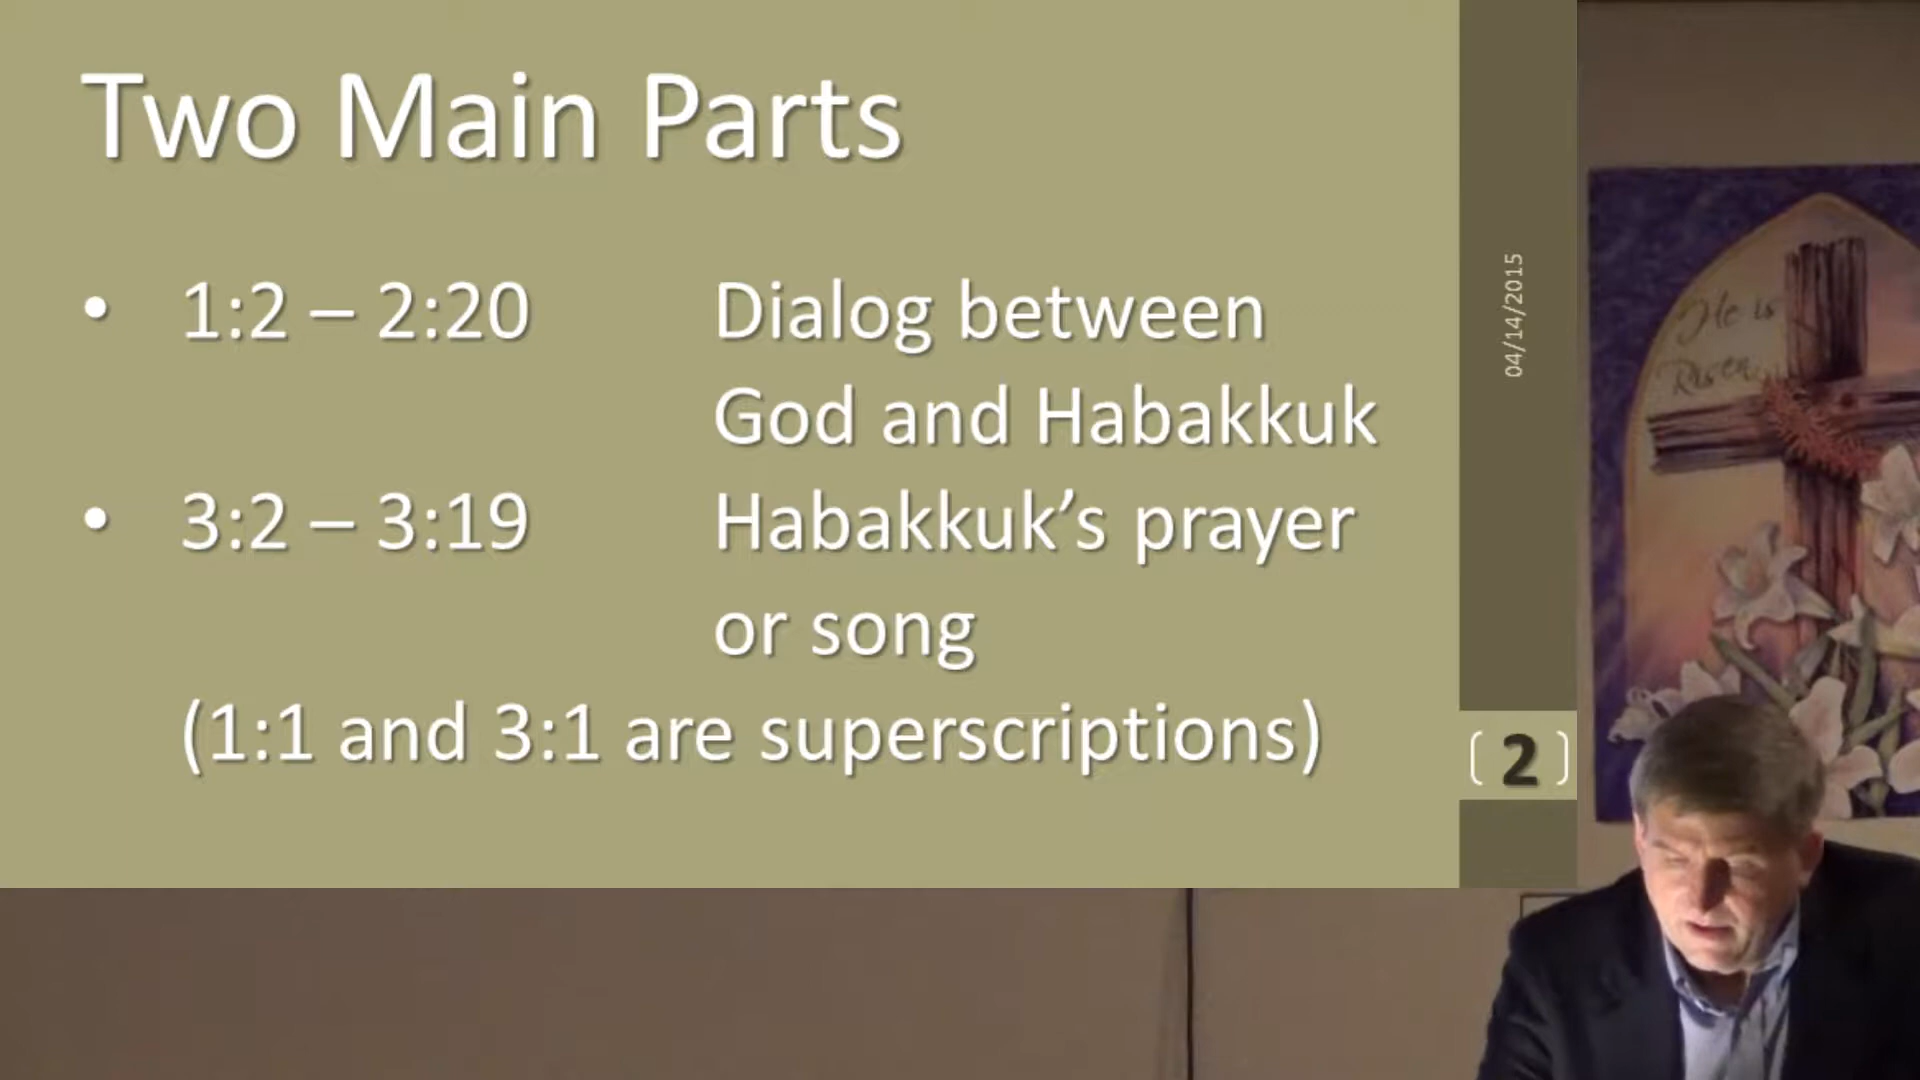 Two Main Parts
• 1:2 – 2:20 Dialog between
God and Habakkuk
• 3:2 – 3:19 Habakkuk’s prayer
or song
(1:1 and 3:1 are superscriptions)
04/14/2015
2
He is
Risen